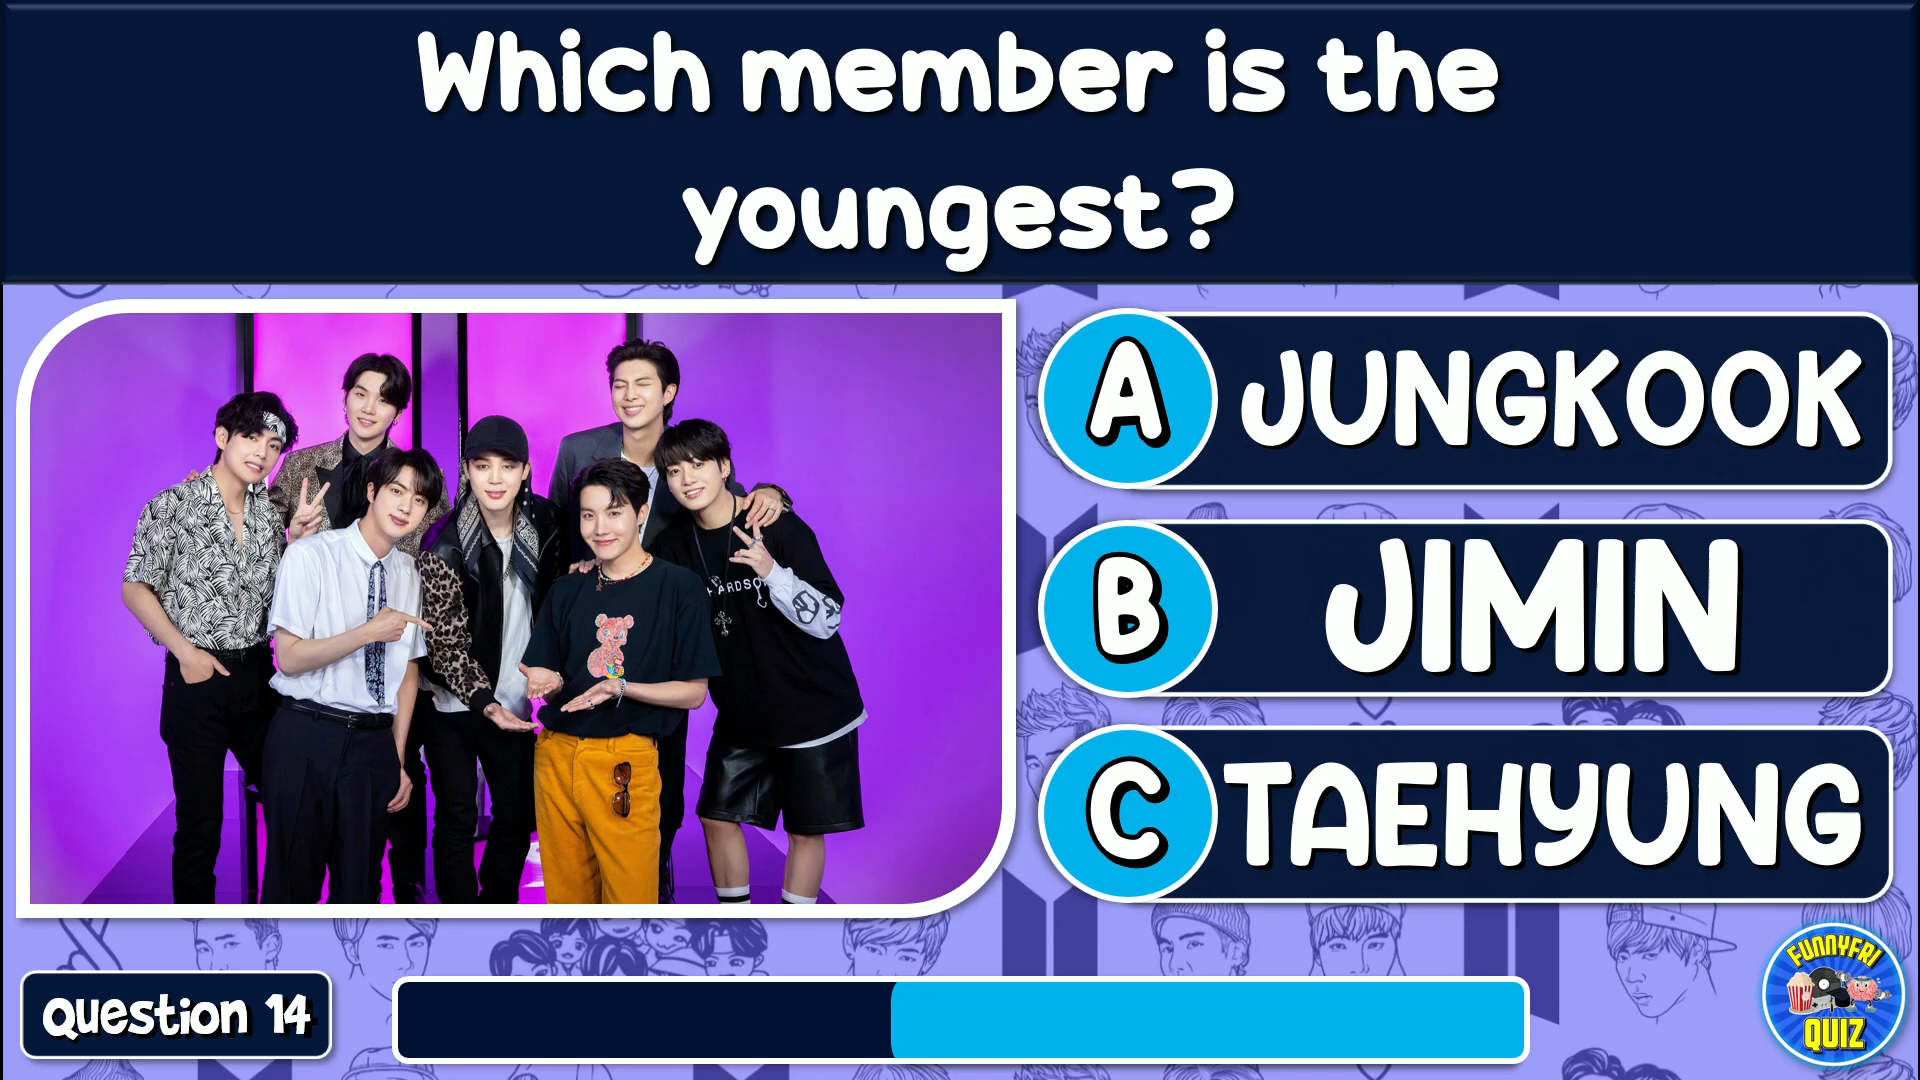 Which member is the
youngest?
A JUNGKOOK
B JIMIN
C TAEHYUNG
Question 14
FUNNYFRI
QUIZ